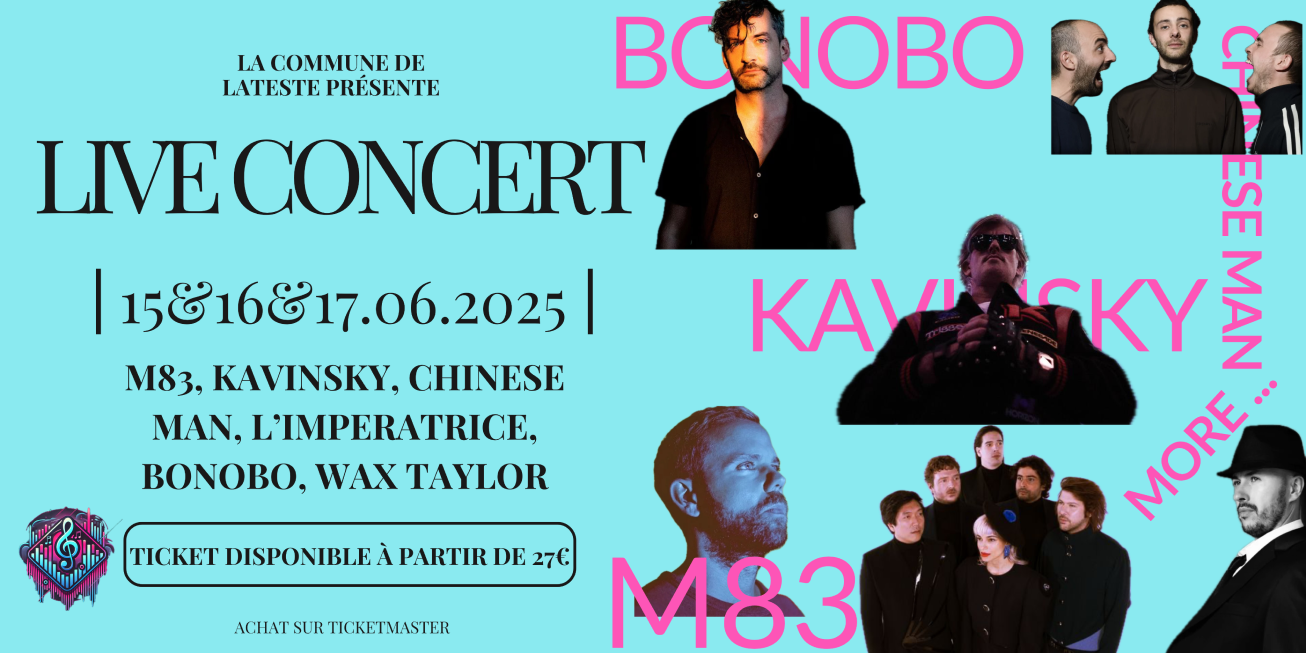 LA COMMUNE DE
LATESTE PRÉSENTE
LIVE CONCERT
| 15&16&17.06.2025 |
M83, KAVINSKY, CHINESE
MAN, L'IMPERATRICE,
BONOBO, WAX TAYLOR
TICKET DISPONIBLE À PARTIR DE 27€
ACHAT SUR TICKETMASTER
BONOBO
CHINESE MAN
KAVINSKY
MORE ...
M83